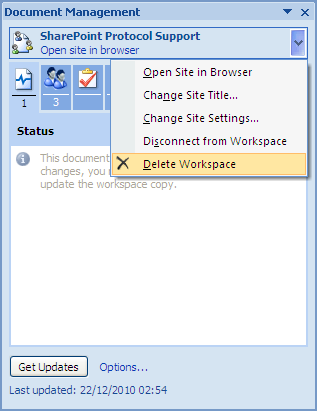 Document Management
SharePoint Protocol Support
Open site in browser
1
3
Open Site in Browser
Change Site Title...
Change Site Settings...
Disconnect from Workspace
Delete Workspace
Status
This document
changes, you
update the workspace copy.
Get Updates
Options...
Last updated: 22/12/2010 02:54